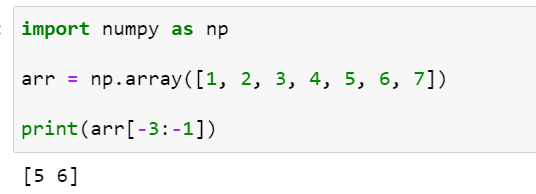 import numpy as np
arr = np.array([1, 2, 3, 4, 5, 6, 7])
print(arr[-3:-1])
[5 6]